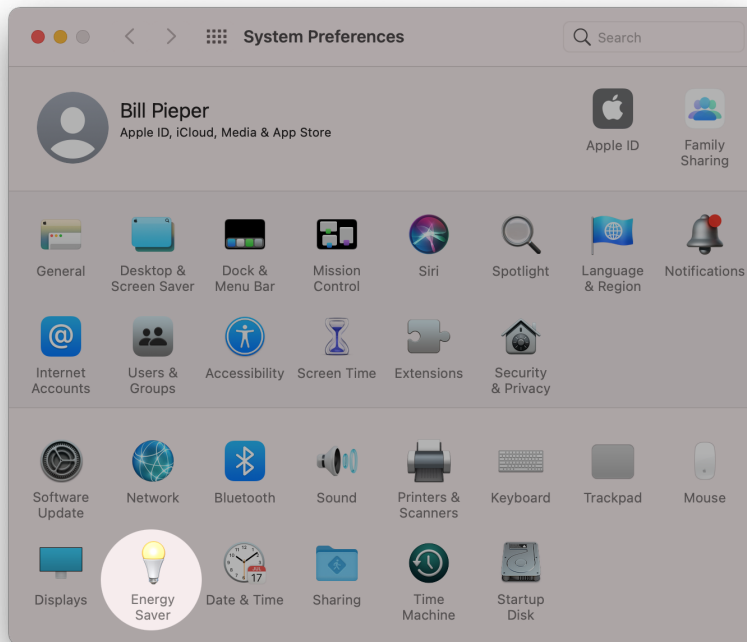 System Preferences
Search
Bill Pieper
Apple ID, iCloud, Media & App Store
Apple ID
Family
Sharing
General
Desktop &
Screen Saver
Dock &
Menu Bar
Mission
Control
Siri
Spotlight
Language
& Region
Notifications
Internet
Accounts
Users &
Groups
Accessibility
Screen Time
Extensions
Security
& Privacy
Software
Update
Network
Bluetooth
Sound
Printers &
Scanners
Keyboard
Trackpad
Mouse
Displays
Energy
Saver
Date & Time
JUL
17
Sharing
Time
Machine
Startup
Disk